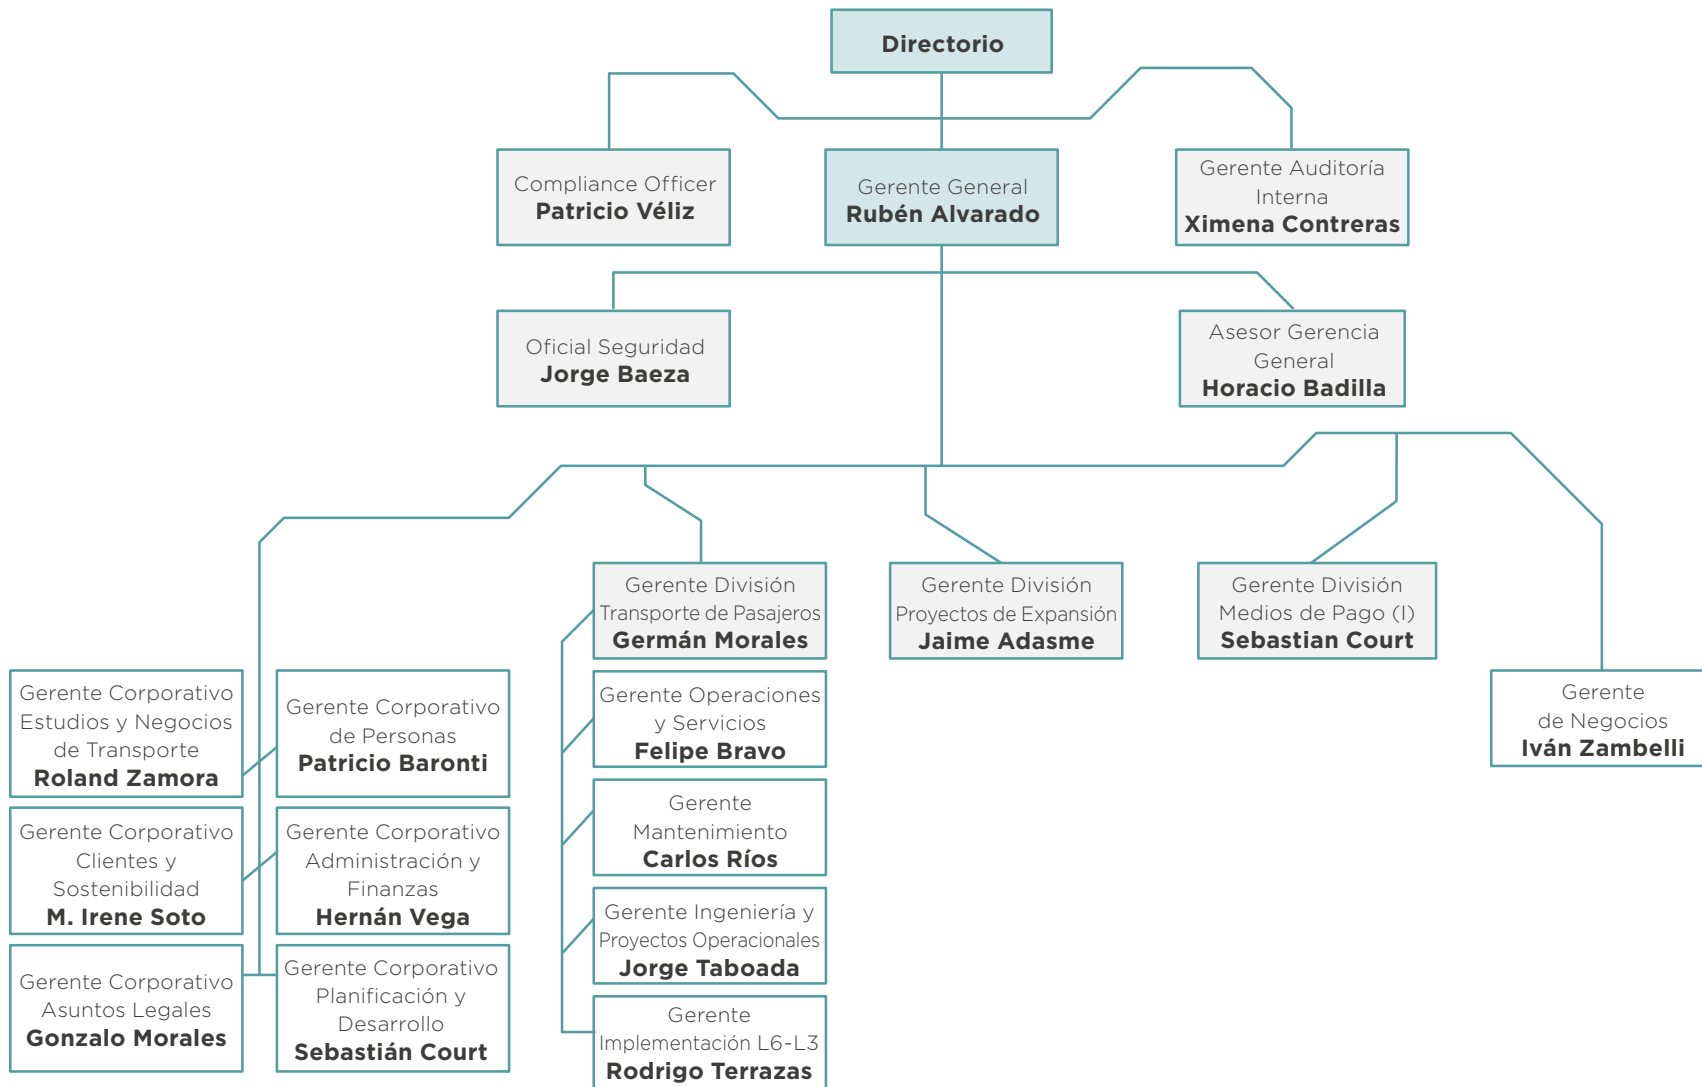 Directorio
Compliance Officer
Patricio Véliz
Gerente General
Rubén Alvarado
Gerente Auditoría
Interna
Ximena Contreras
Oficial Seguridad
Jorge Baeza
Asesor Gerencia
General
Horacio Badilla
Gerente División
Transporte de Pasajeros
Germán Morales
Gerente División
Proyectos de Expansión
Jaime Adasme
Gerente División
Medios de Pago (I)
Sebastian Court
Gerente
de Negocios
Iván Zambelli
Gerente Corporativo
Estudios y Negocios
de Transporte
Roland Zamora
Gerente Corporativo
de Personas
Patricio Baronti
Gerente Operaciones
y Servicios
Felipe Bravo
Gerente Corporativo
Clientes y
Sostenibilidad
M. Irene Soto
Gerente Corporativo
Administración y
Finanzas
Hernán Vega
Gerente
Mantenimiento
Carlos Ríos
Gerente Ingeniería y
Proyectos Operacionales
Jorge Taboada
Gerente Corporativo
Asuntos Legales
Gonzalo Morales
Gerente Corporativo
Planificación y
Desarrollo
Sebastián Court
Gerente
Implementación L6-L3
Rodrigo Terrazas